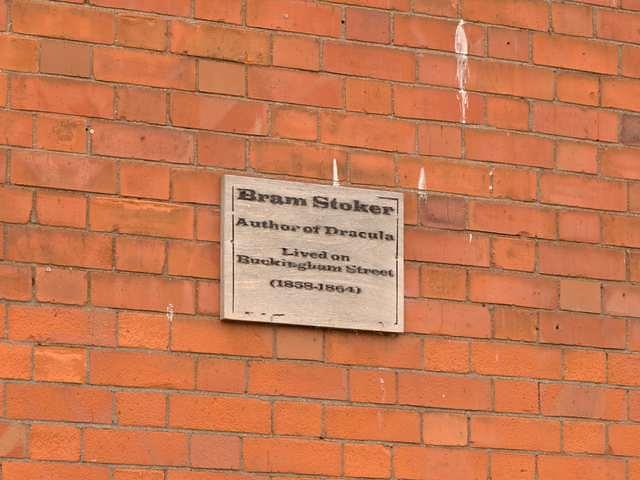 Bram Stoker
Author of Dracula
Lived on
Buckingham Street
(1858-1864)